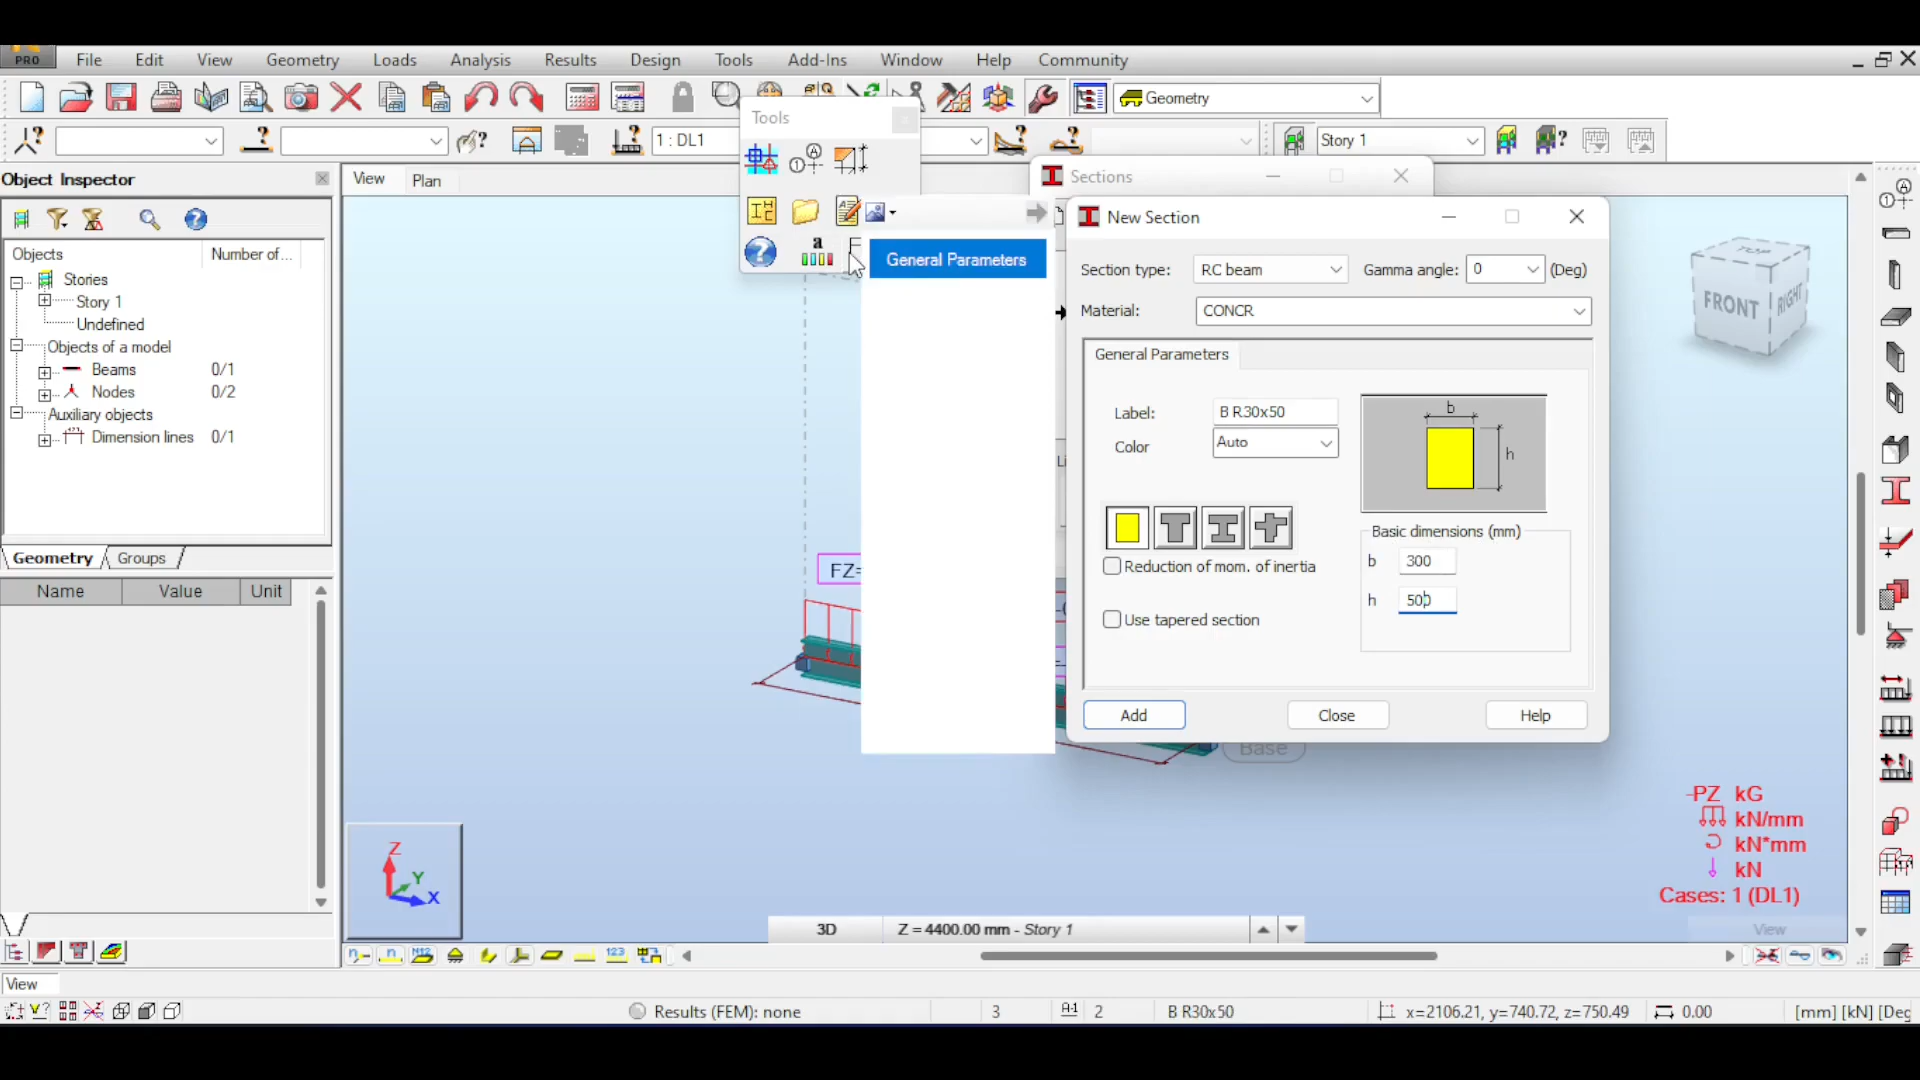 PRO
File Edit View Geometry Loads Analysis Results Design Tools Add-Ins Window Help Community
Geometry
1 : DL1
Story 1
Tools
Object Inspector
View Plan
Sections
New Section
Objects Number of...
Stories
Story 1
Undefined
Objects of a model
Beams 0/1
Nodes 0/2
Auxiliary objects
Dimension lines 0/1
General Parameters
Section type: RC beam Gamma angle: 0 (Deg)
Material: CONCR
General Parameters
Label: B R30x50
Color Auto
b
h
Basic dimensions (mm)
b 300
h 500
Reduction of mom. of inertia
Use tapered section
Add Close Help
TOP
FRONT RIGHT
Geometry Groups
Name Value Unit
FZ=
Base
-PZ kG
kN/mm
kN*mm
kN
Cases: 1 (DL1)
Z
Y
X
3D Z = 4400.00 mm - Story 1
View
View
Results (FEM): none 3 2 B R30x50 x=2106.21, y=740.72, z=750.49 0.00 [mm] [kN] [Deg